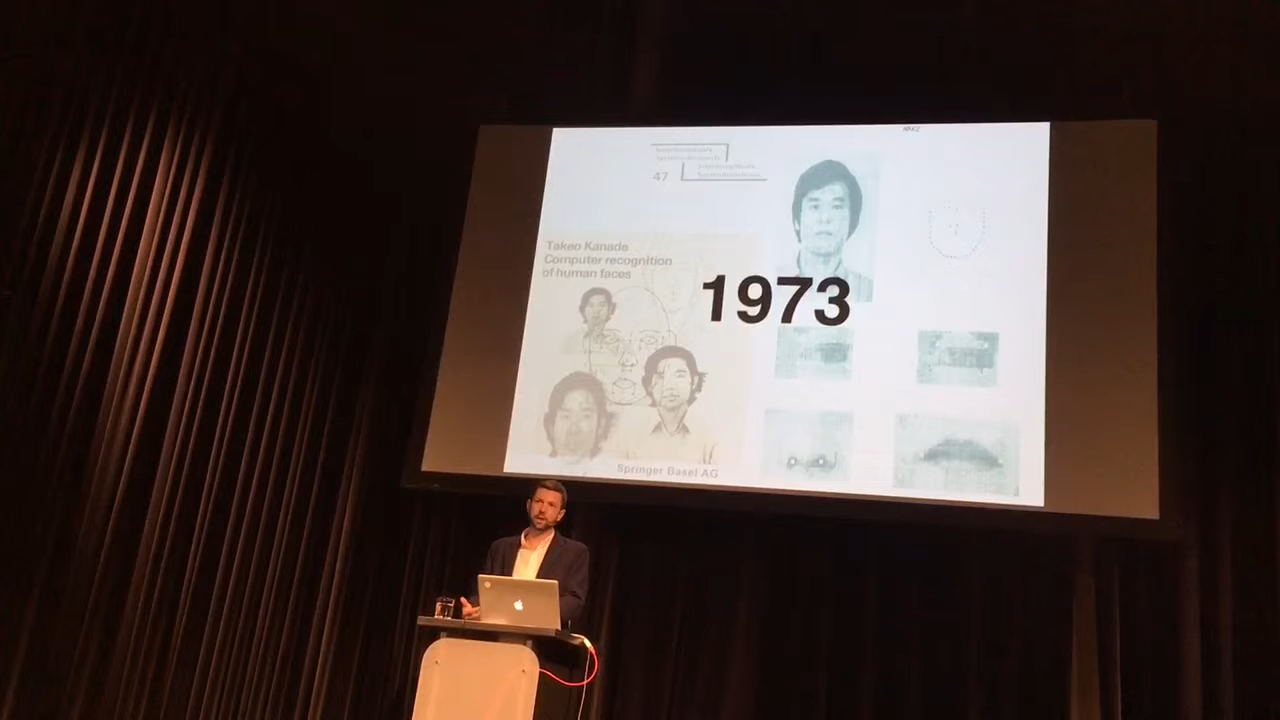 47
Takeo Kanade
Computer recognition
of human faces
1973
Springer Basel AG